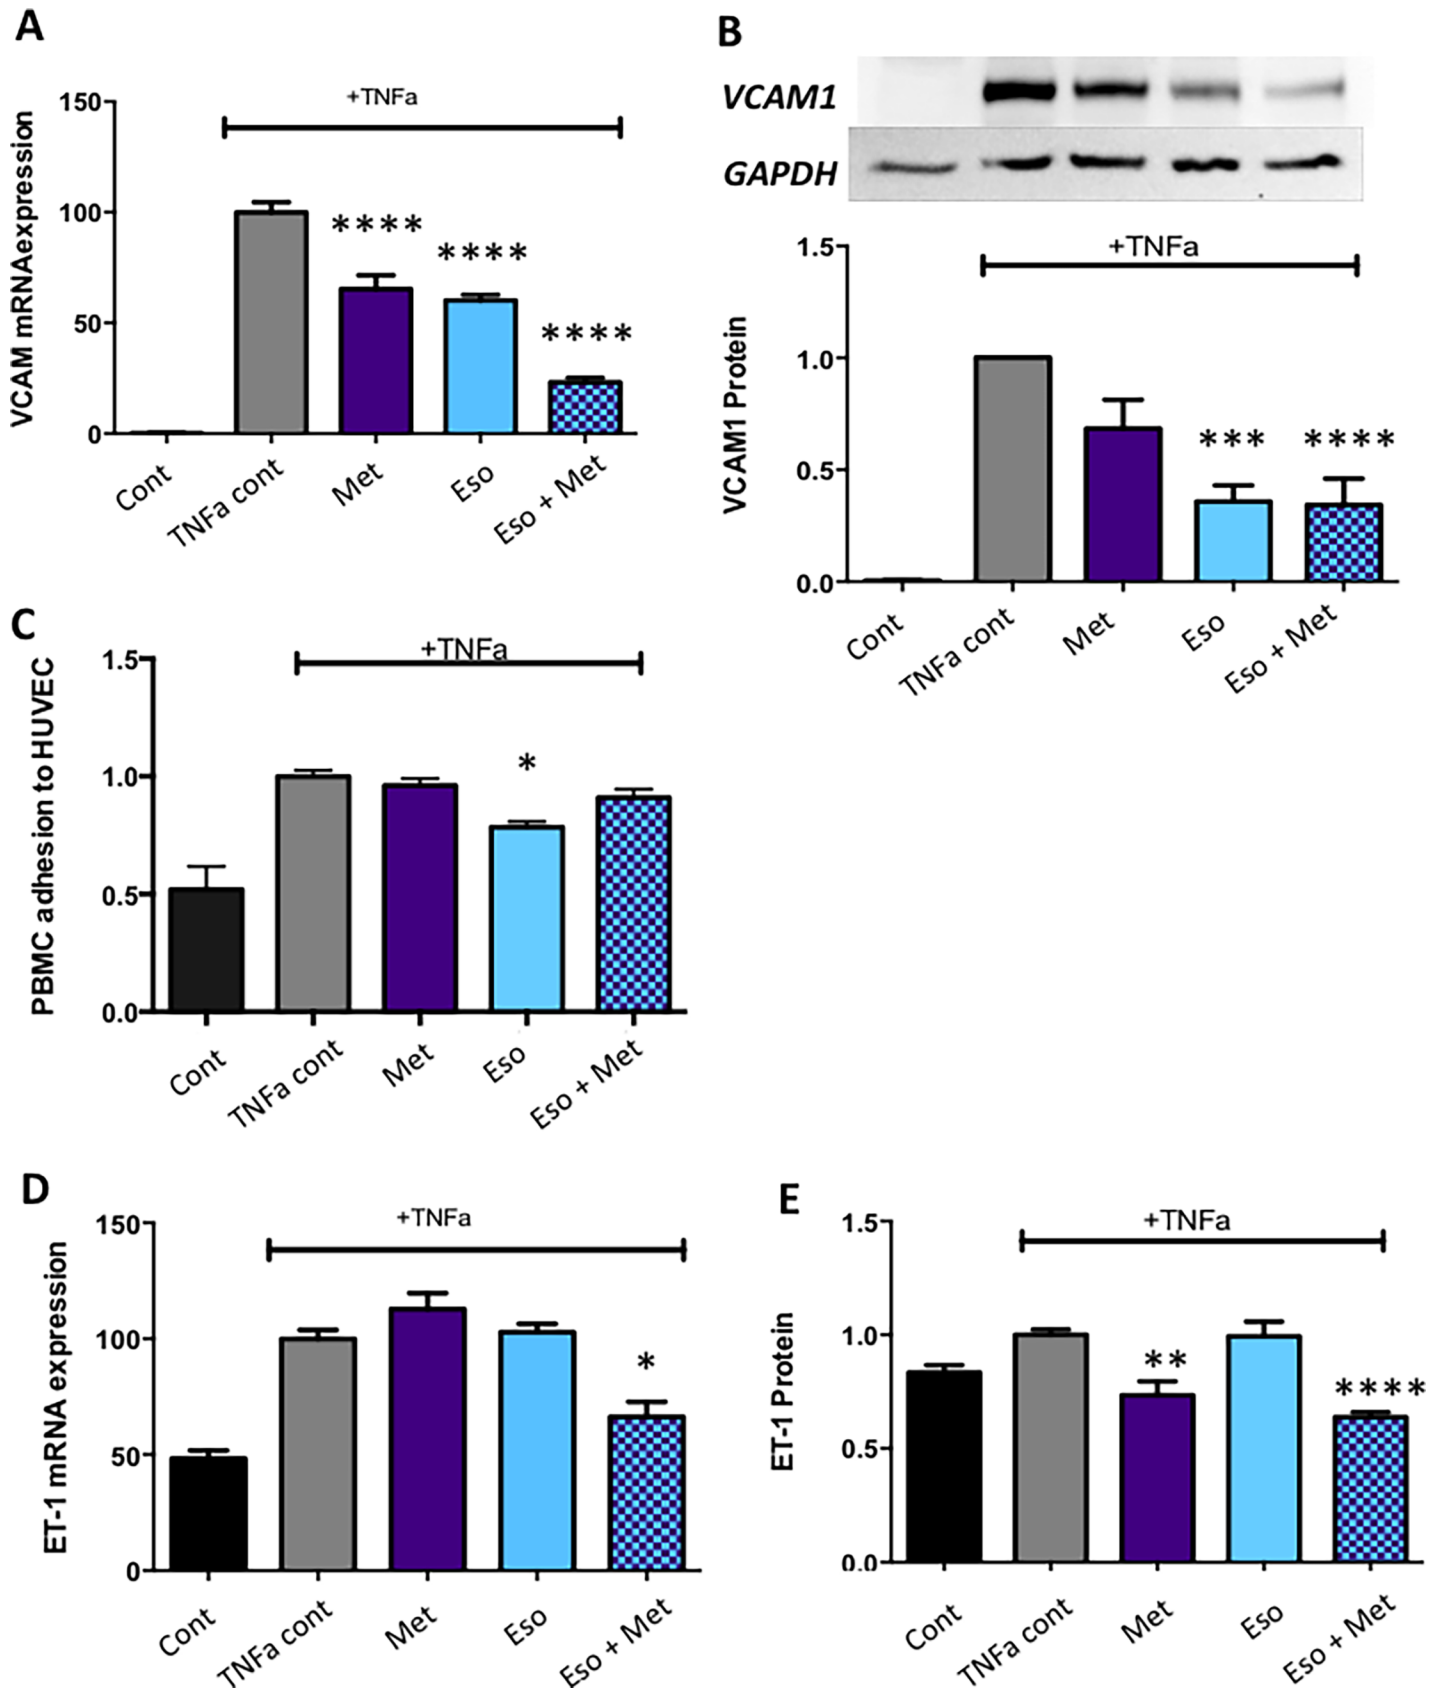 A
+TNFa
VCAM mRNAexpression
150
100
50
0
****
****
****
Cont
TNFa cont
Met
Eso
Eso + Met
B
VCAM1
GAPDH
+TNFa
VCAM1 Protein
1.5
1.0
0.5
0.0
***
****
Cont
TNFa cont
Met
Eso
Eso + Met
C
+TNFa
PBMC adhesion to HUVEC
1.5
1.0
0.5
0.0
*
Cont
TNFa cont
Met
Eso
Eso + Met
D
+TNFa
ET-1 mRNA expression
150
100
50
0
*
Cont
TNFa cont
Met
Eso
Eso + Met
E
+TNFa
ET-1 Protein
1.5
1.0
0.5
0.0
**
****
Cont
TNFa cont
Met
Eso
Eso + Met